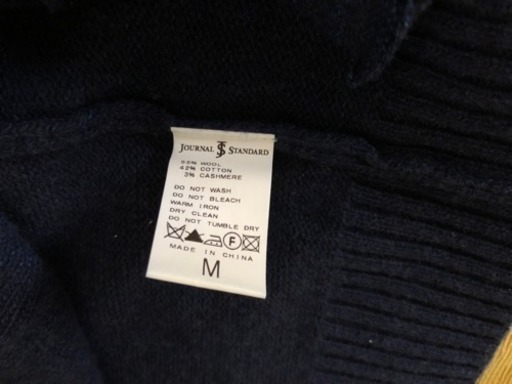 JOURNAL JS STANDARD
55% WOOL
42% COTTON
3% CASHMERE
DO NOT WASH
DO NOT BLEACH
WARM IRON
DRY CLEAN
DO NOT TUMBLE DRY
F
MADE IN CHINA
M